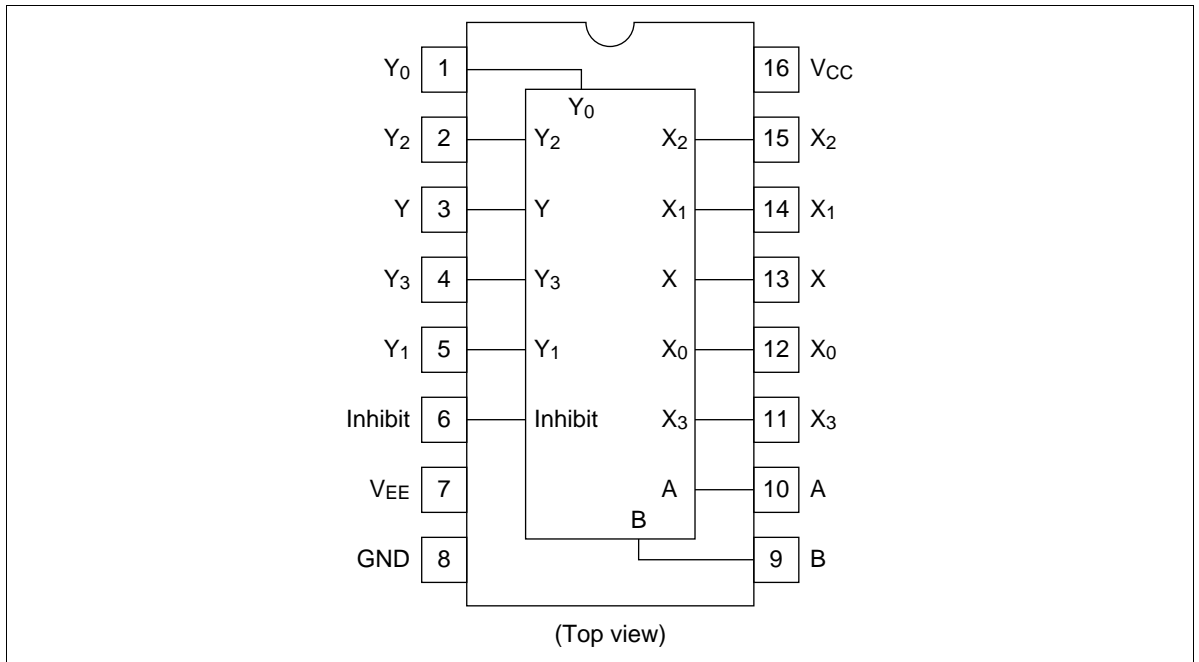 Y0 1 16 VCC
Y0
Y2 2 Y2 X2 15 X2
Y 3 Y X1 14 X1
Y3 4 Y3 X 13 X
Y1 5 Y1 X0 12 X0
Inhibit 6 Inhibit X3 11 X3
VEE 7 A 10 A
B
GND 8 9 B
(Top view)